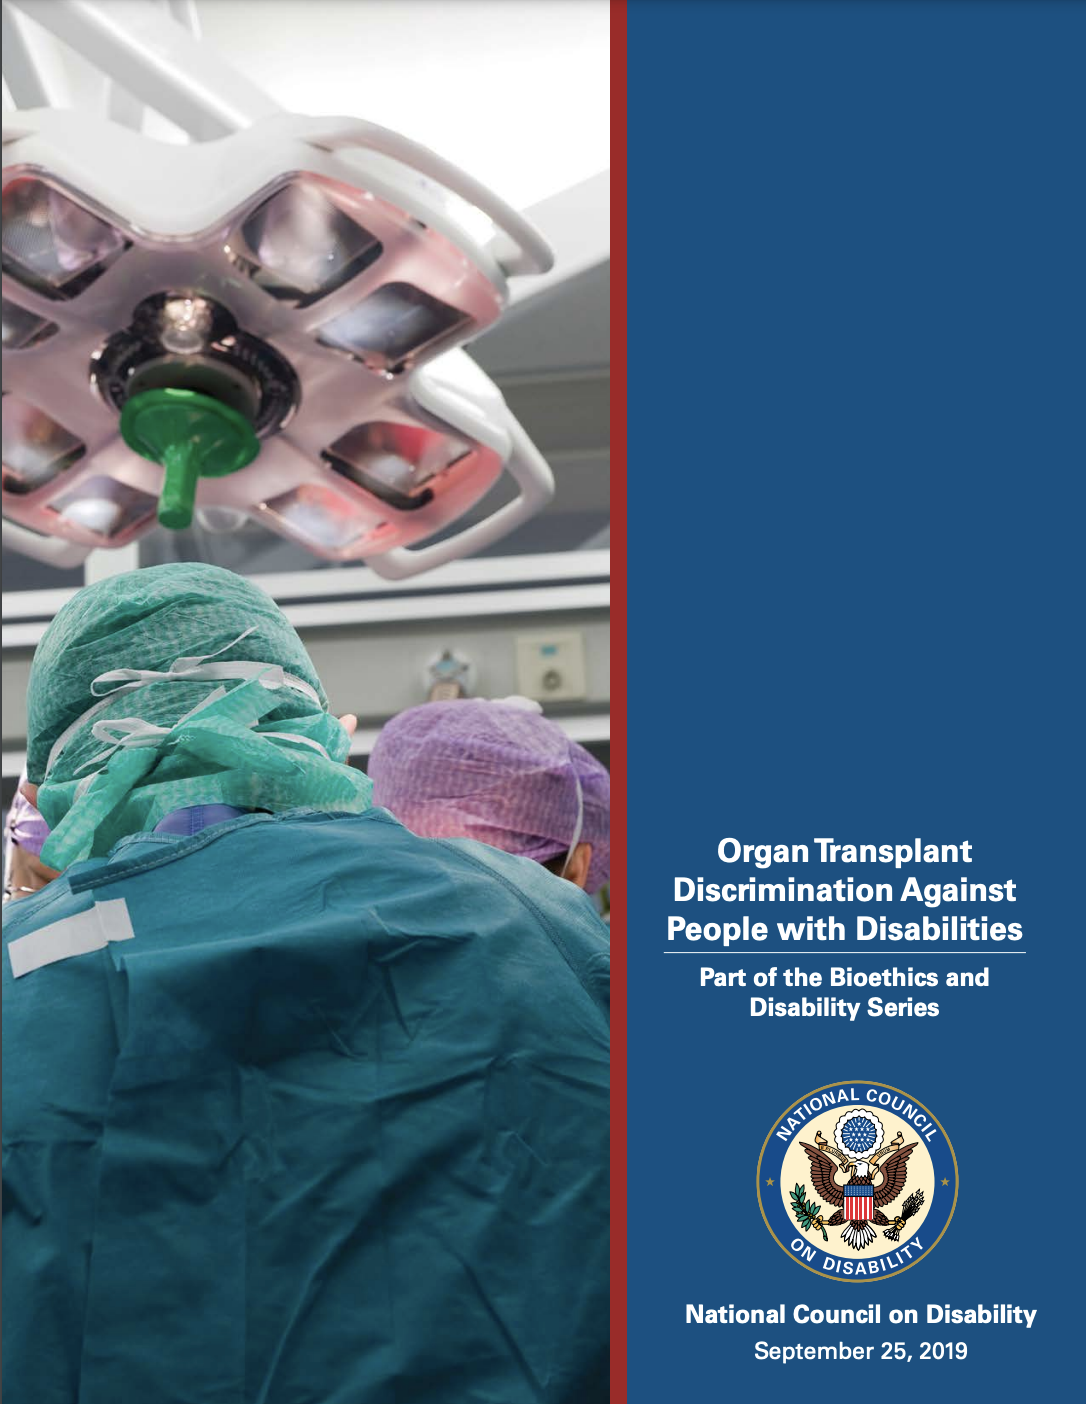 Organ Transplant
Discrimination Against
People with Disabilities
Part of the Bioethics and
Disability Series
NATIONAL COUNCIL
ON DISABILITY
National Council on Disability
September 25, 2019